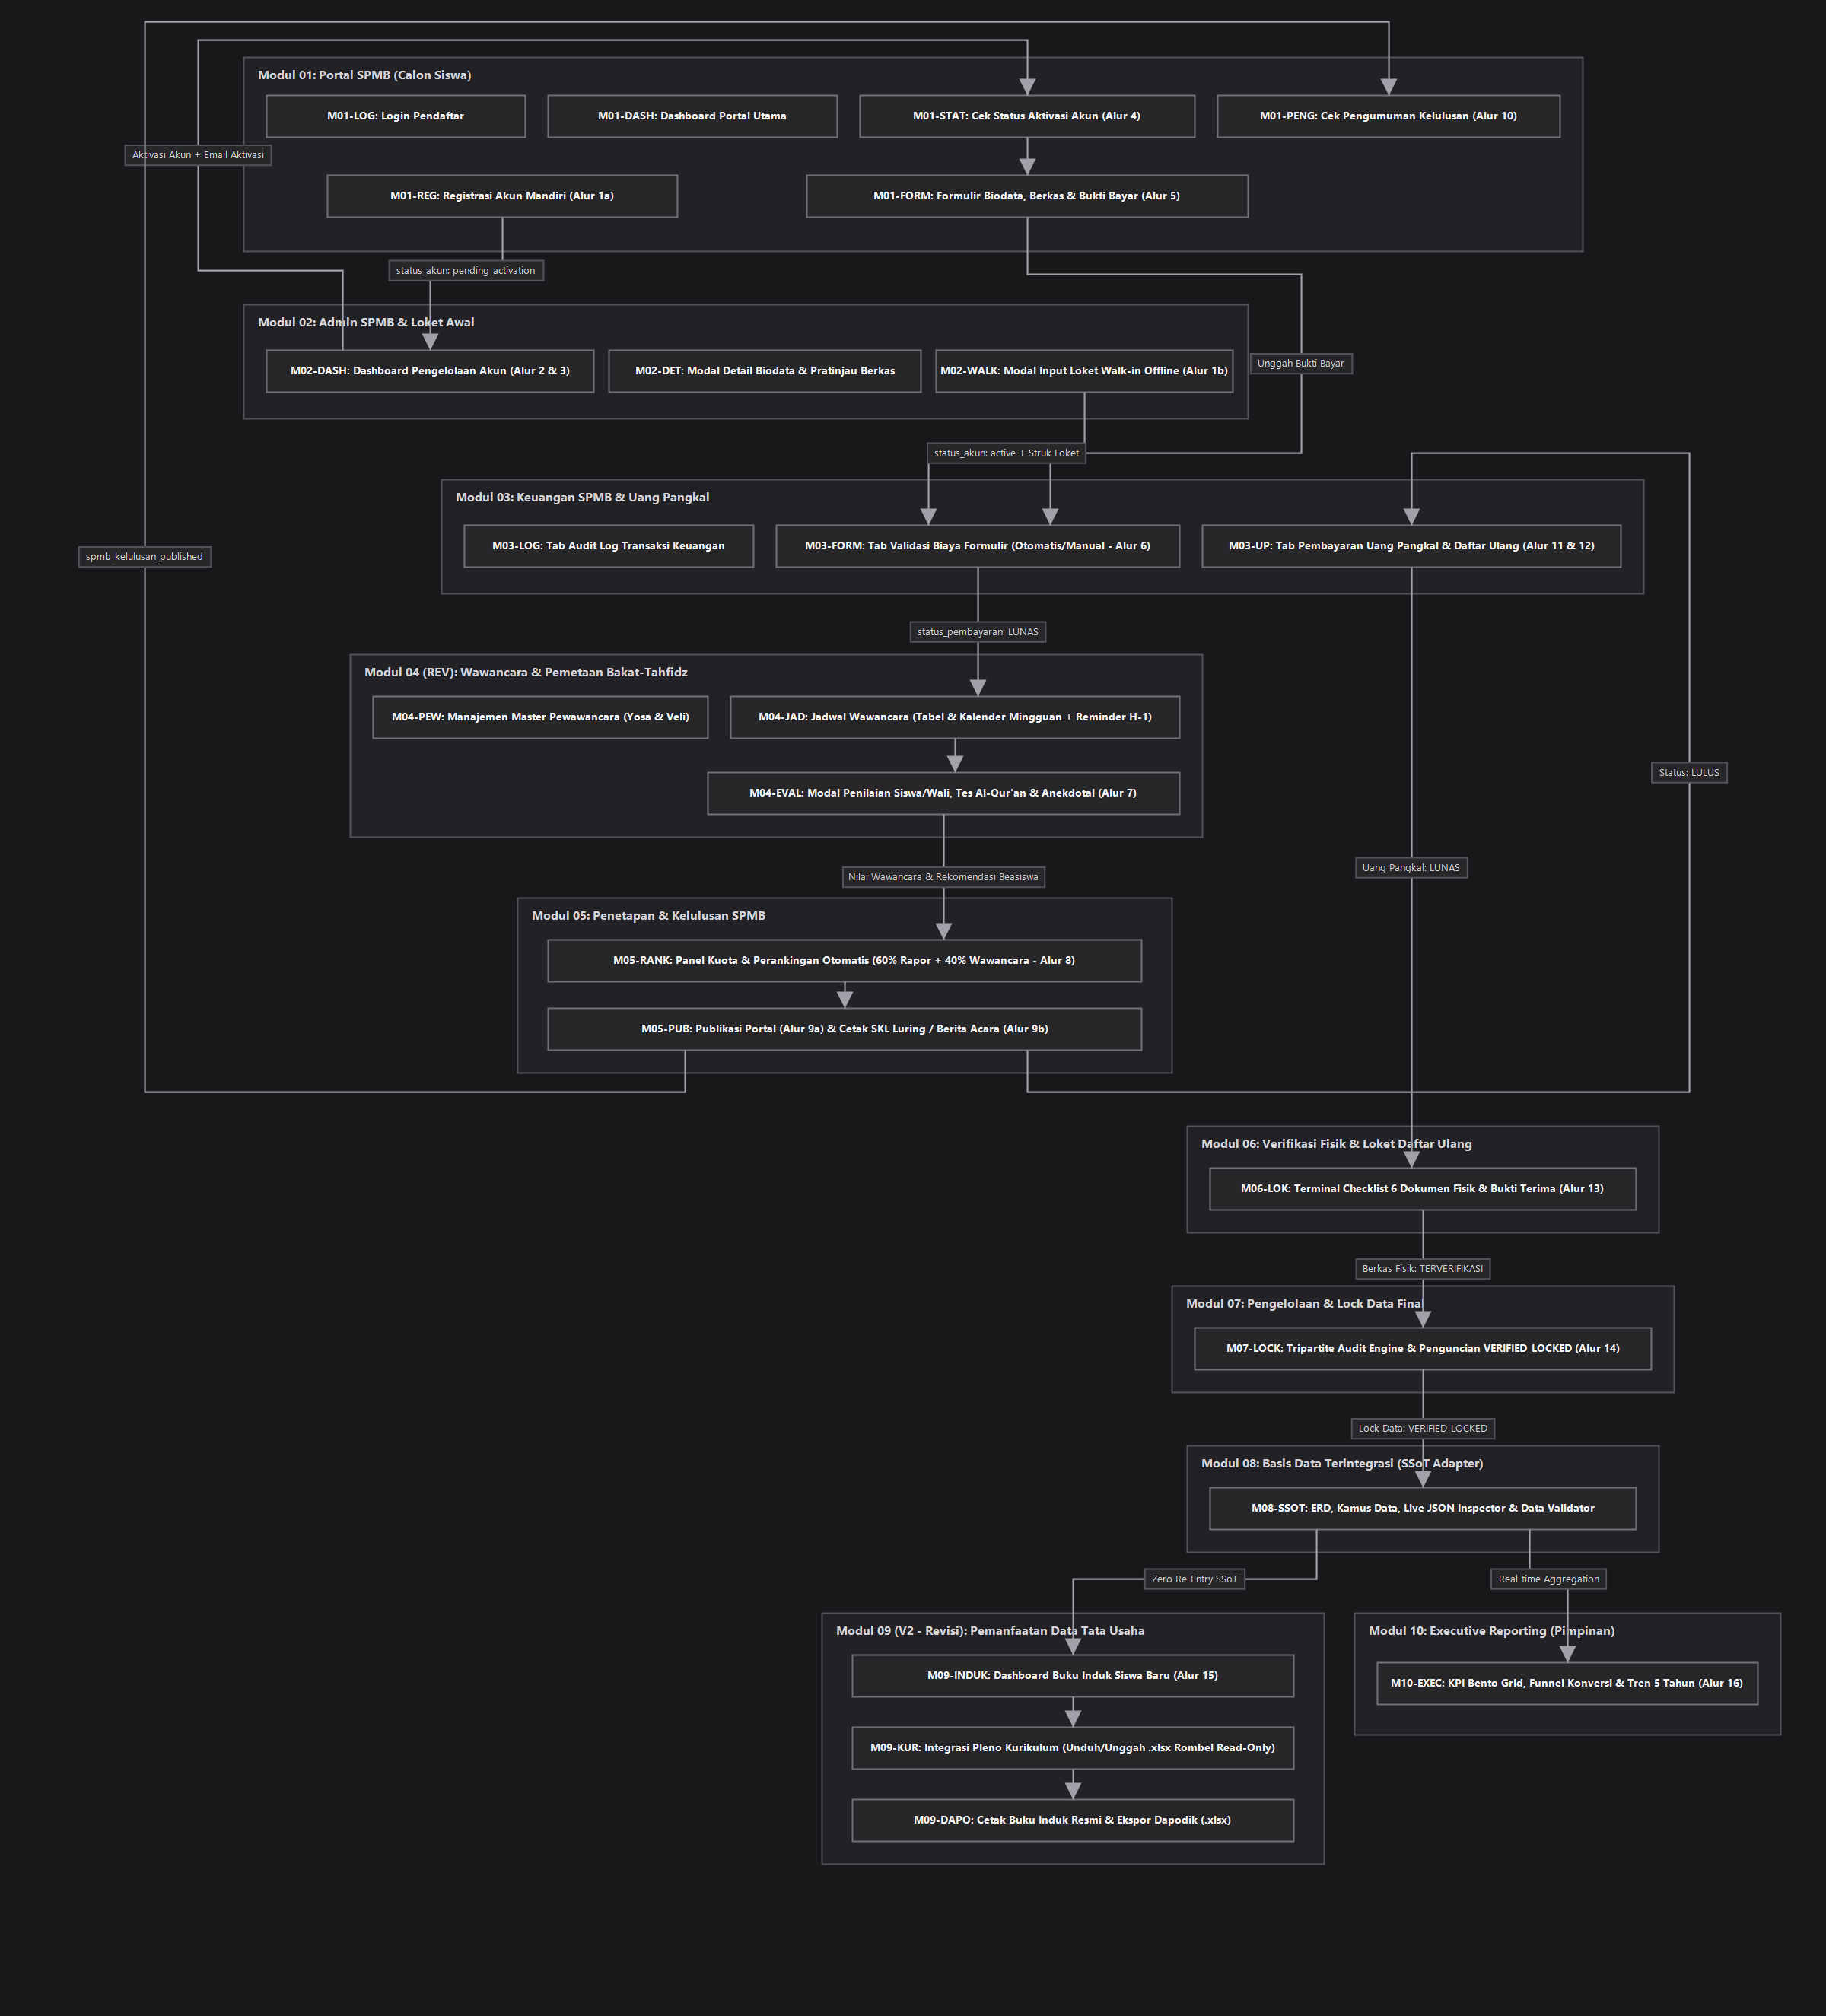 Modul 01: Portal SPMB (Calon Siswa)
M01-LOG: Login Pendaftar
M01-DASH: Dashboard Portal Utama
M01-STAT: Cek Status Aktivasi Akun (Alur 4)
M01-PENG: Cek Pengumuman Kelulusan (Alur 10)
Aktivasi Akun + Email Aktivasi
M01-REG: Registrasi Akun Mandiri (Alur 1a)
M01-FORM: Formulir Biodata, Berkas & Bukti Bayar (Alur 5)
status_akun: pending_activation
Modul 02: Admin SPMB & Loket Awal
M02-DASH: Dashboard Pengelolaan Akun (Alur 2 & 3)
M02-DET: Modal Detail Biodata & Pratinjau Berkas
M02-WALK: Modal Input Loket Walk-in Offline (Alur 1b)
Unggah Bukti Bayar
status_akun: active + Struk Loket
Modul 03: Keuangan SPMB & Uang Pangkal
M03-LOG: Tab Audit Log Transaksi Keuangan
M03-FORM: Tab Validasi Biaya Formulir (Otomatis/Manual - Alur 6)
M03-UP: Tab Pembayaran Uang Pangkal & Daftar Ulang (Alur 11 & 12)
spmb_kelulusan_published
status_pembayaran: LUNAS
Modul 04 (REV): Wawancara & Pemetaan Bakat-Tahfidz
M04-PEW: Manajemen Master Pewawancara (Yosa & Veli)
M04-JAD: Jadwal Wawancara (Tabel & Kalender Mingguan + Reminder H-1)
Status: LULUS
M04-EVAL: Modal Penilaian Siswa/Wali, Tes Al-Qur'an & Anekdotal (Alur 7)
Uang Pangkal: LUNAS
Nilai Wawancara & Rekomendasi Beasiswa
Modul 05: Penetapan & Kelulusan SPMB
M05-RANK: Panel Kuota & Perankingan Otomatis (60% Rapor + 40% Wawancara - Alur 8)
M05-PUB: Publikasi Portal (Alur 9a) & Cetak SKL Luring / Berita Acara (Alur 9b)
Modul 06: Verifikasi Fisik & Loket Daftar Ulang
M06-LOK: Terminal Checklist 6 Dokumen Fisik & Bukti Terima (Alur 13)
Berkas Fisik: TERVERIFIKASI
Modul 07: Pengelolaan & Lock Data Final
M07-LOCK: Tripartite Audit Engine & Penguncian VERIFIED_LOCKED (Alur 14)
Lock Data: VERIFIED_LOCKED
Modul 08: Basis Data Terintegrasi (SSoT Adapter)
M08-SSOT: ERD, Kamus Data, Live JSON Inspector & Data Validator
Zero Re-Entry SSoT
Real-time Aggregation
Modul 09 (V2 - Revisi): Pemanfaatan Data Tata Usaha
Modul 10: Executive Reporting (Pimpinan)
M09-INDUK: Dashboard Buku Induk Siswa Baru (Alur 15)
M10-EXEC: KPI Bento Grid, Funnel Konversi & Tren 5 Tahun (Alur 16)
M09-KUR: Integrasi Pleno Kurikulum (Unduh/Unggah .xlsx Rombel Read-Only)
M09-DAPO: Cetak Buku Induk Resmi & Ekspor Dapodik (.xlsx)